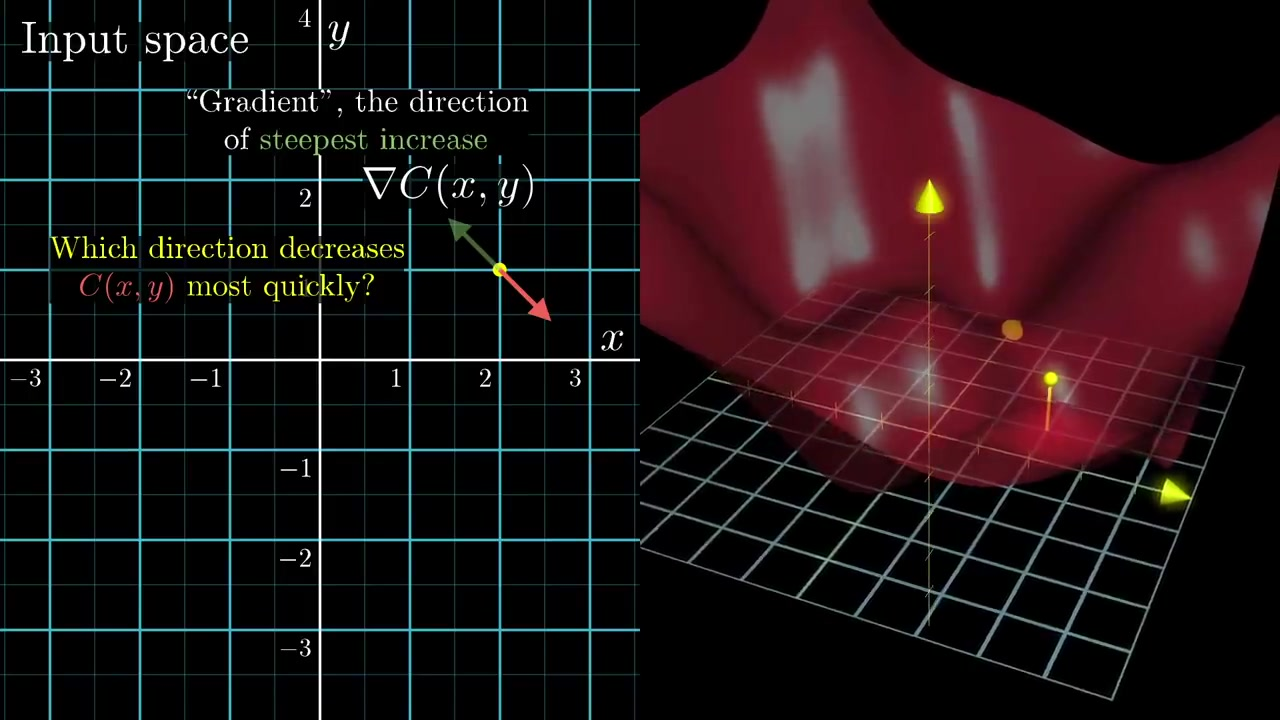 Input space
4
y
“Gradient”, the direction
of steepest increase
∇C(x, y)
2
Which direction decreases
C(x, y) most quickly?
x
−3 −2 −1 1 2 3
−1
−2
−3